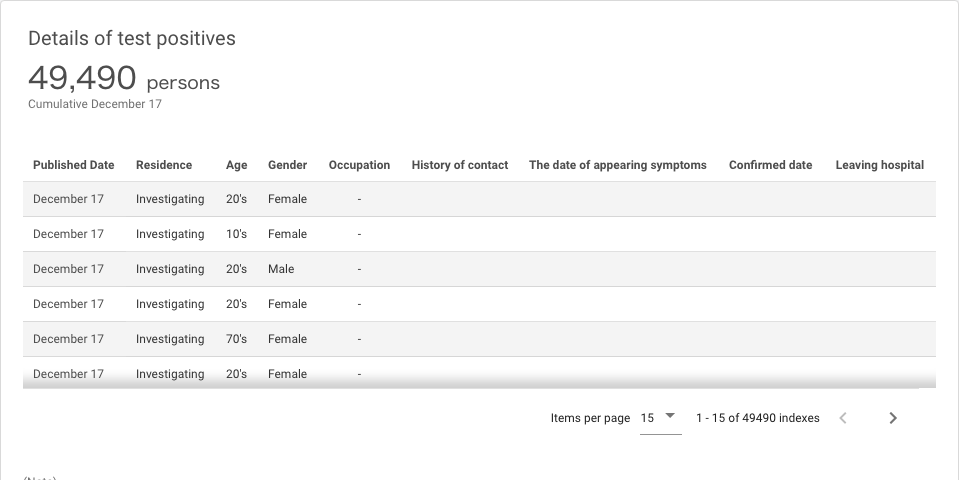 Details of test positives
49,490 persons
Cumulative December 17
Published Date Residence Age Gender Occupation History of contact The date of appearing symptoms Confirmed date Leaving hospital
December 17 Investigating 20's Female -
December 17 Investigating 10's Female -
December 17 Investigating 20's Male -
December 17 Investigating 20's Female -
December 17 Investigating 70's Female -
December 17 Investigating 20's Female -
Items per page 15 1 - 15 of 49490 indexes
(Note)